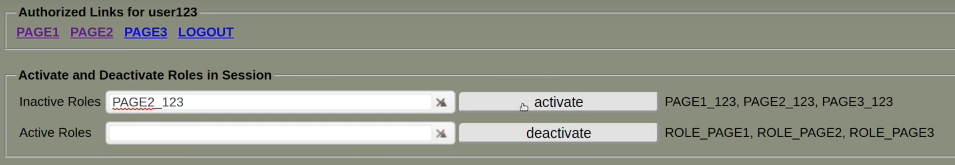 Authorized Links for user123
PAGE1 PAGE2 PAGE3 LOGOUT
Activate and Deactivate Roles in Session
Inactive Roles PAGE2_123 activate PAGE1_123, PAGE2_123, PAGE3_123
Active Roles deactivate ROLE_PAGE1, ROLE_PAGE2, ROLE_PAGE3